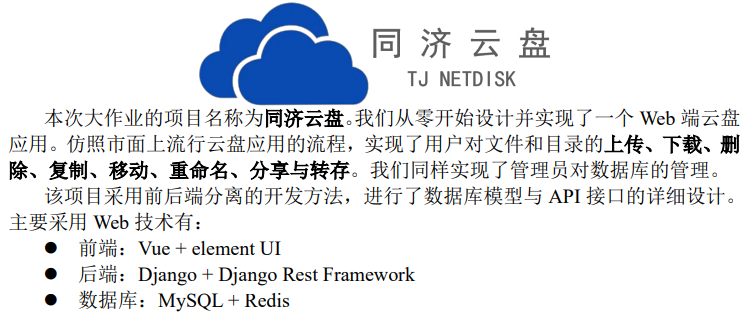 同济云盘
TJ NETDISK
本次大作业的项目名称为同济云盘。我们从零开始设计并实现了一个 Web 端云盘
应用。仿照市面上流行云盘应用的流程，实现了用户对文件和目录的上传、下载、删
除、复制、移动、重命名、分享与转存。我们同样实现了管理员对数据库的管理。
该项目采用前后端分离的开发方法，进行了数据库模型与 API 接口的详细设计。
主要采用 Web 技术有：
● 前端：Vue + element UI
● 后端：Django + Django Rest Framework
● 数据库：MySQL + Redis